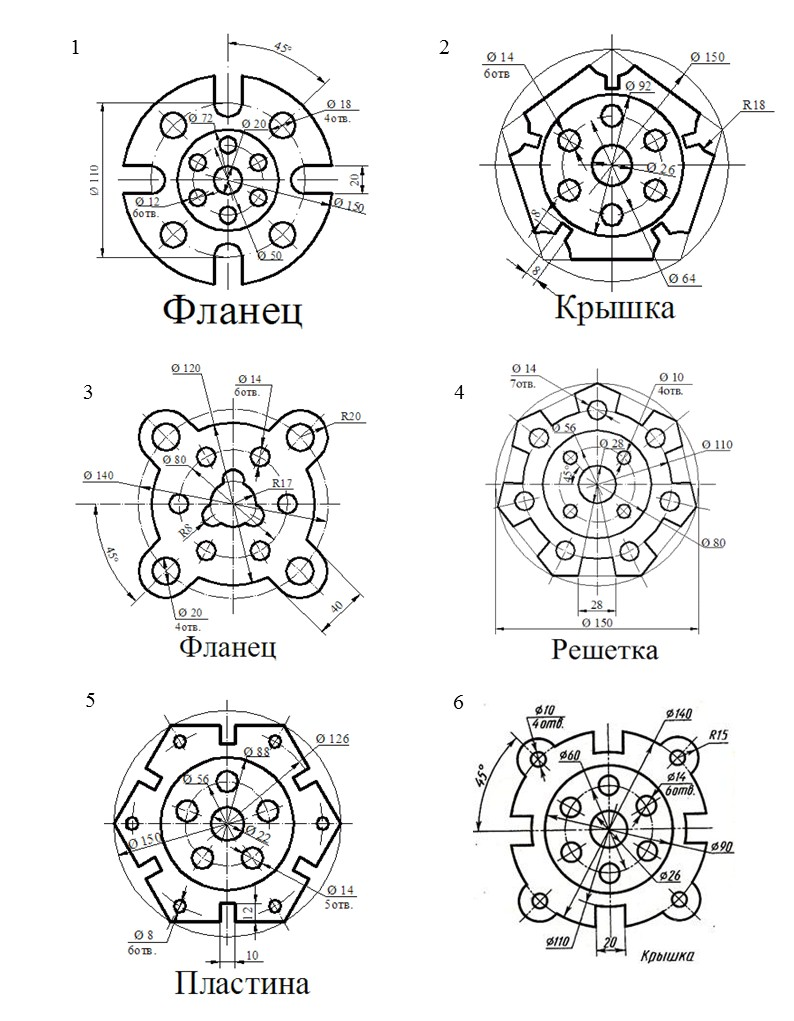 1
45°
Ø 18
4отв.
Ø 72
Ø 20
Ø 110
20
Ø 12
6отв.
Ø 150
Ø 50
Фланец
2
Ø 14
6отв
Ø 150
Ø 92
R18
Ø 26
8
8
Ø 64
Крышка
3
Ø 120
Ø 14
6отв.
R20
Ø 80
Ø 140
R17
R8
45°
40
Ø 20
4отв.
Фланец
4
Ø 14
7отв.
Ø 10
4отв.
Ø 56
Ø 28
Ø 110
45°
Ø 80
28
Ø 150
Решетка
5
Ø 126
Ø 88
Ø 56
Ø 150
Ø 22
Ø 14
5отв.
12
Ø 8
6отв.
10
Пластина
6
ϕ10
4отв.
ϕ140
R15
45°
ϕ60
ϕ14
6отв.
ϕ90
ϕ26
ϕ110
20
Крышка